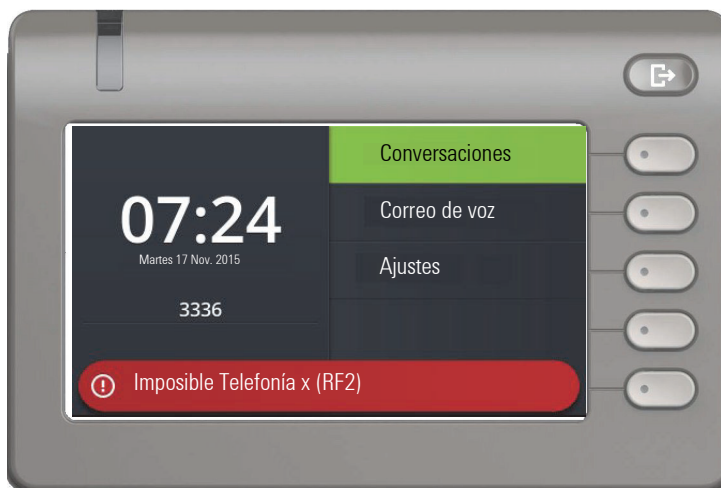 07:24
Martes 17 Nov. 2015
3336
Conversaciones
Correo de voz
Ajustes
Imposible Telefonía x (RF2)